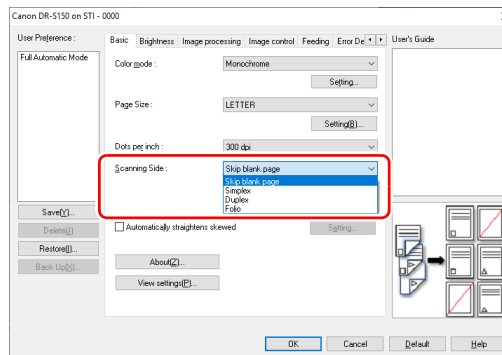 Canon DR-S150 on STI - 0000
User Preference :
Full Automatic Mode
Save(Y)...
Delete(J)
Restore(I)...
Back Up(X)...
Basic Brightness Image processing Image control Feeding Error De
Color mode : Monochrome
Setting...
Page Size : LETTER
Setting(B)...
Dots per inch : 300 dpi
Scanning Side : Skip blank page
Skip blank page
Simplex
Duplex
Folio
Automatically straightens skewed Setting...
About(Z)...
View settings(P)...
User's Guide
OK Cancel Default Help